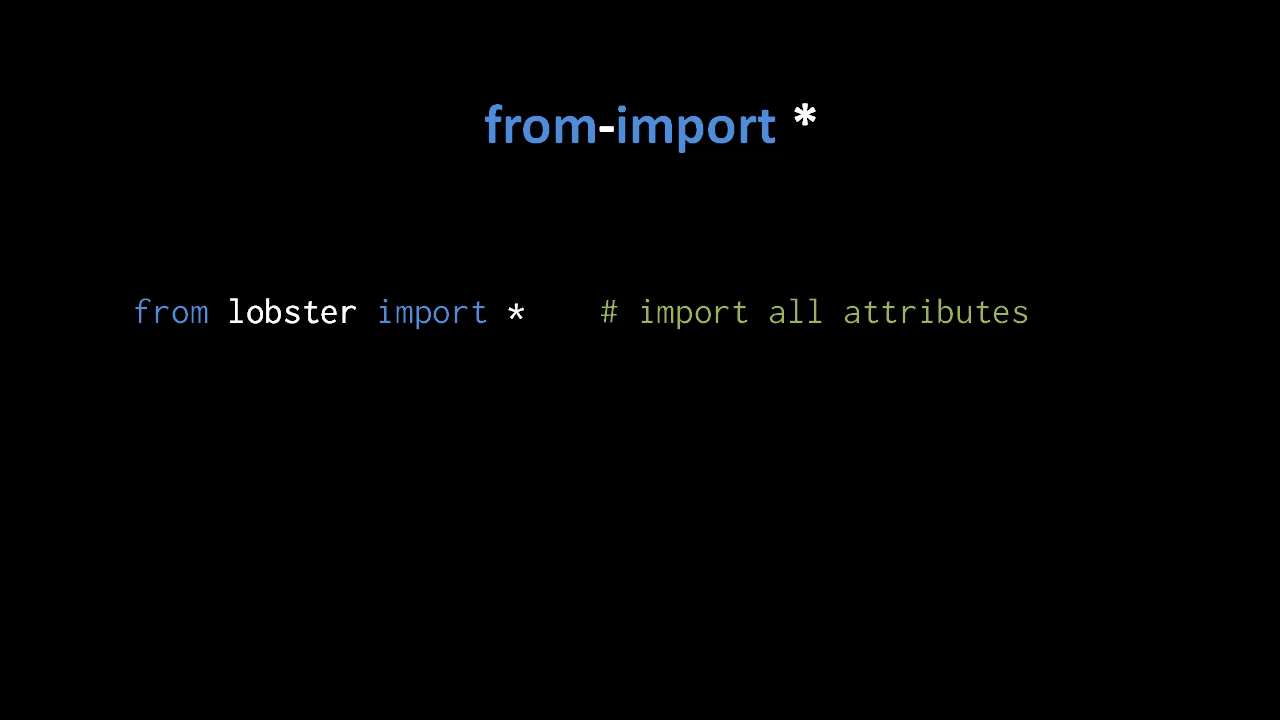 from-import *
from lobster import * # import all attributes